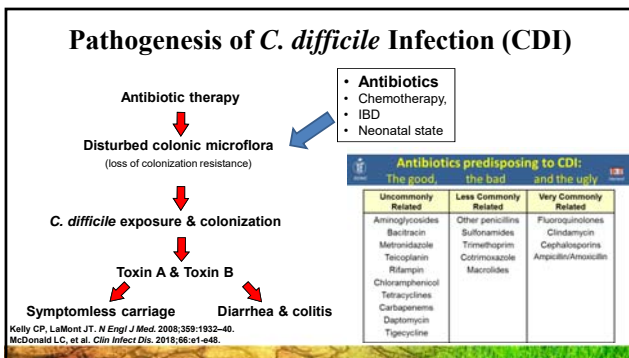 Pathogenesis of C. difficile Infection (CDI)
Antibiotic therapy
Disturbed colonic microflora
(loss of colonization resistance)
C. difficile exposure & colonization
Toxin A & Toxin B
Symptomless carriage
Diarrhea & colitis
• Antibiotics
• Chemotherapy,
• IBD
• Neonatal state
Antibiotics predisposing to CDI:
The good, the bad and the ugly
Uncommonly Related
Aminoglycosides
Bacitracin
Metronidazole
Teicoplanin
Rifampin
Chloramphenicol
Tetracyclines
Carbapenems
Daptomycin
Tigecycline
Less Commonly Related
Other penicillins
Sulfonamides
Trimethoprim
Cotrimoxazole
Macrolides
Very Commonly Related
Fluoroquinolones
Clindamycin
Cephalosporins
Ampicillin/Amoxicillin
Kelly CP, LaMont JT. N Engl J Med. 2008;359:1932–40.
McDonald LC, et al. Clin Infect Dis. 2018;66:e1-e48.